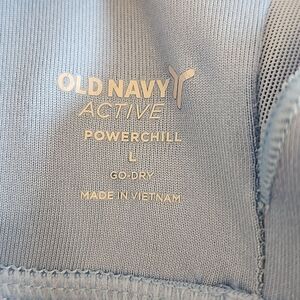 OLD NAVY
ACTIVE
POWERCHILL
L
GO-DRY
MADE IN VIETNAM